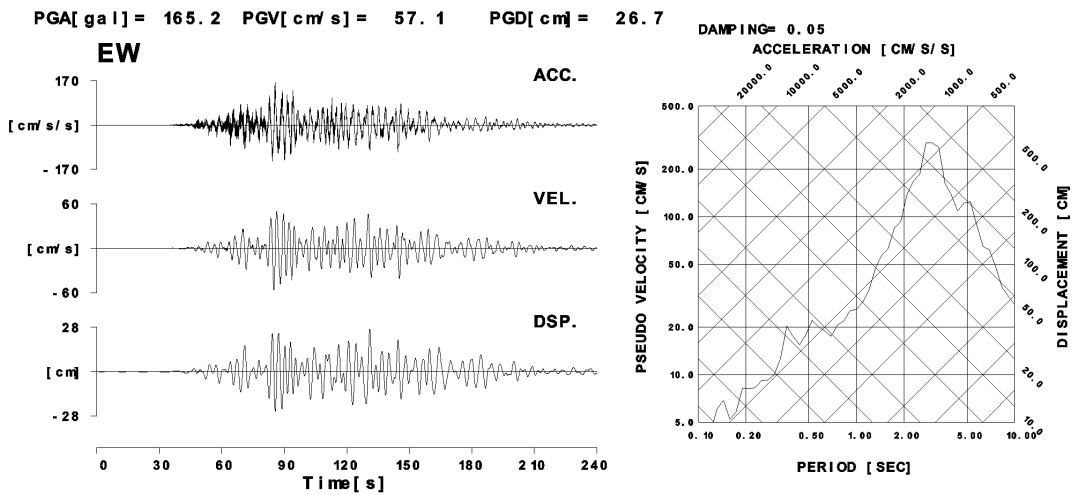 PGA[gal]= 165.2 PGV[cm/s]= 57.1 PGD[cm]= 26.7
EW
ACC.
170
[cm/s/s]
-170
VEL.
60
[cm/s]
-60
DSP.
28
[cm]
-28
0 30 60 90 120 150 180 210 240
Time[s]
DAMPING= 0.05
ACCELERATION [CM/S/S]
20000.0 10000.0 5000.0 2000.0 1000.0 500.0
PSEUDO VELOCITY [CM/S]
500.0
200.0
100.0
50.0
20.0
10.0
5.0
0.10 0.20 0.50 1.00 2.00 5.00 10.00
PERIOD [SEC]
500.0
200.0
100.0
50.0
20.0
10.0
DISPLACEMENT [CM]